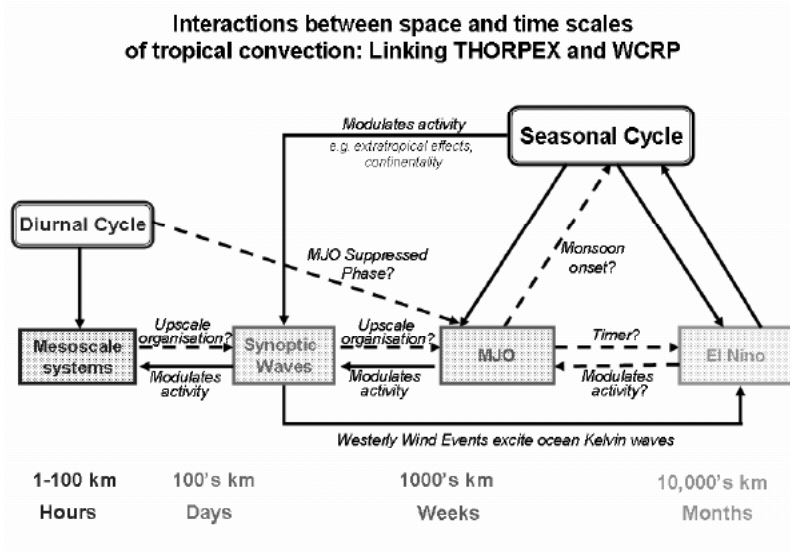 Interactions between space and time scales
of tropical convection: Linking THORPEX and WCRP
Modulates activity
e.g. extratropical effects,
continentality
Seasonal Cycle
Diurnal Cycle
MJO Suppressed
Phase?
Monsoon
onset?
Upscale
organisation?
Upscale
organisation?
Timer?
Mesoscale
systems
Synoptic
Waves
MJO
El Nino
Modulates
activity
Modulates
activity
Modulates
activity?
Westerly Wind Events excite ocean Kelvin waves
1-100 km
100's km
1000's km
10,000's km
Hours
Days
Weeks
Months